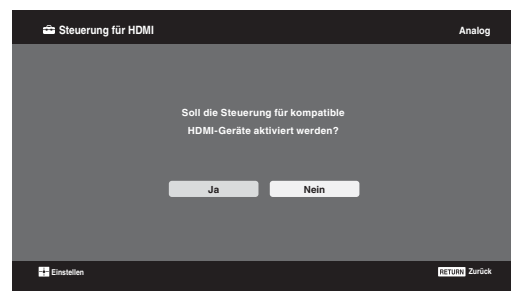 Steuerung für HDMI
Analog
Soll die Steuerung für kompatible
HDMI-Geräte aktiviert werden?
Ja
Nein
Einstellen
RETURN Zurück